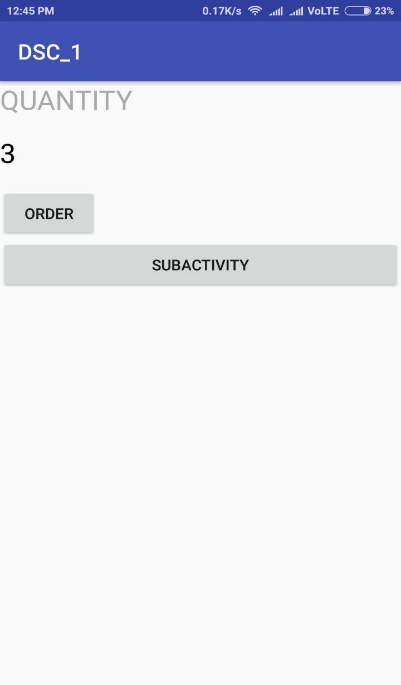 12:45 PM 0.17K/s VoLTE 23%
DSC_1
QUANTITY
3
ORDER
SUBACTIVITY